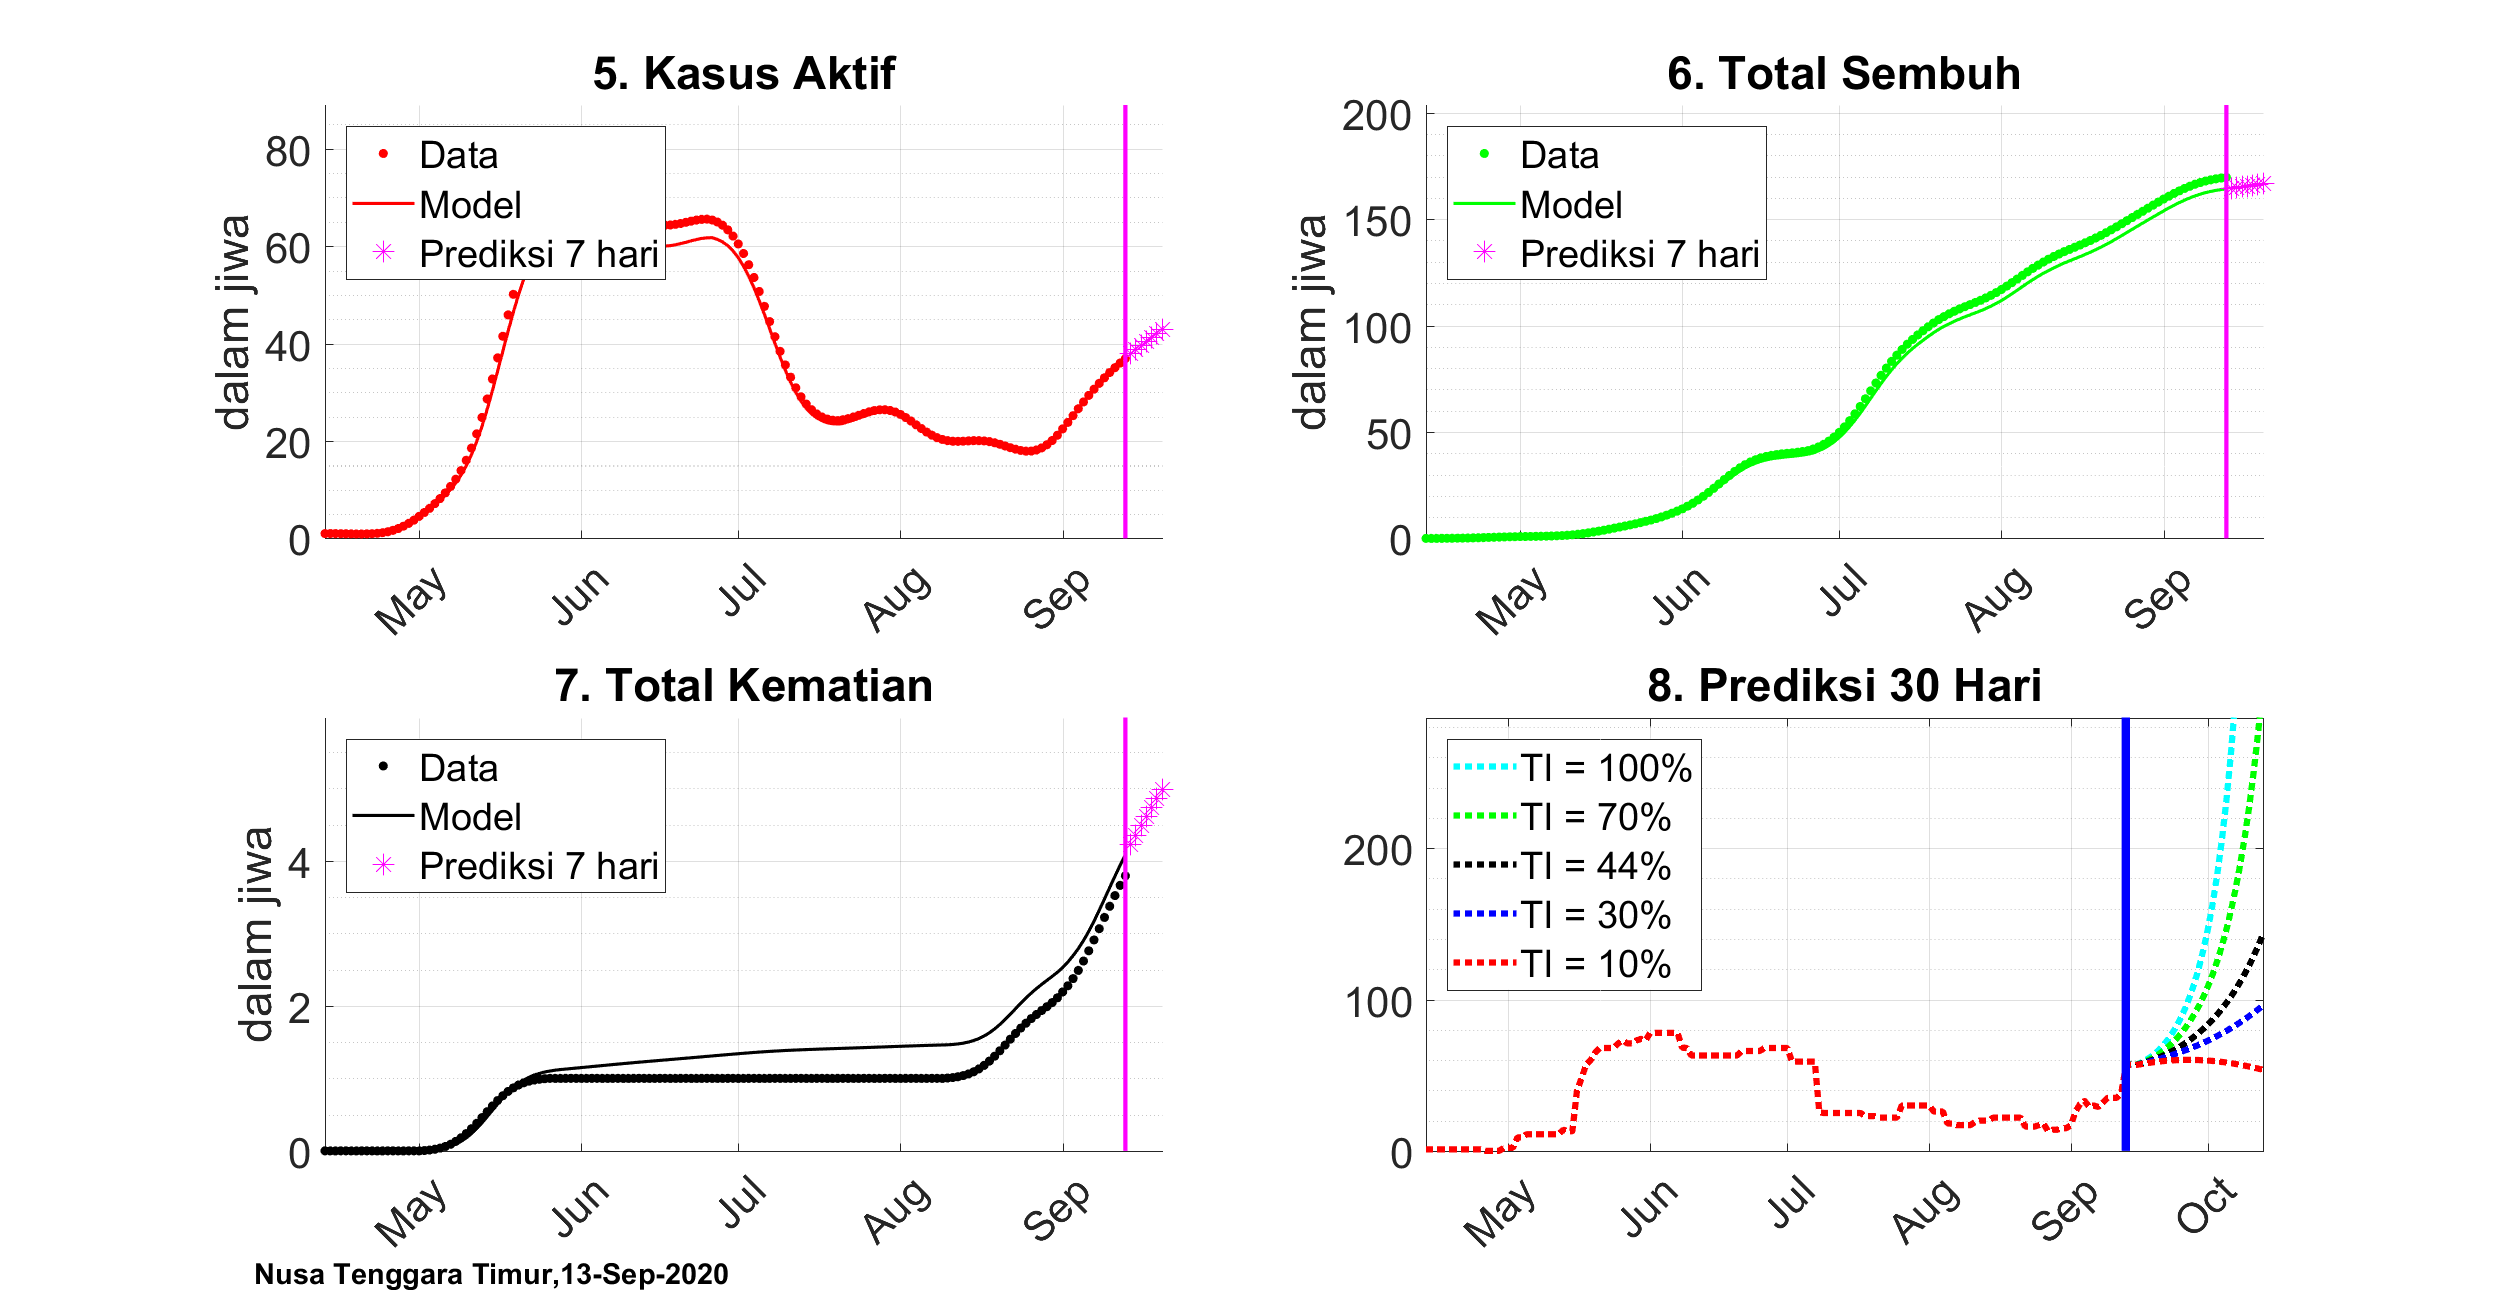 5. Kasus Aktif
80
60
40
20
0
dalam jiwa
Data
Model
Prediksi 7 hari
May
Jun
Jul
Aug
Sep
6. Total Sembuh
200
150
100
50
0
dalam jiwa
Data
Model
Prediksi 7 hari
May
Jun
Jul
Aug
Sep
7. Total Kematian
4
2
0
dalam jiwa
Data
Model
Prediksi 7 hari
May
Jun
Jul
Aug
Sep
8. Prediksi 30 Hari
200
100
0
TI = 100%
TI = 70%
TI = 44%
TI = 30%
TI = 10%
May
Jun
Jul
Aug
Sep
Oct
Nusa Tenggara Timur,13-Sep-2020